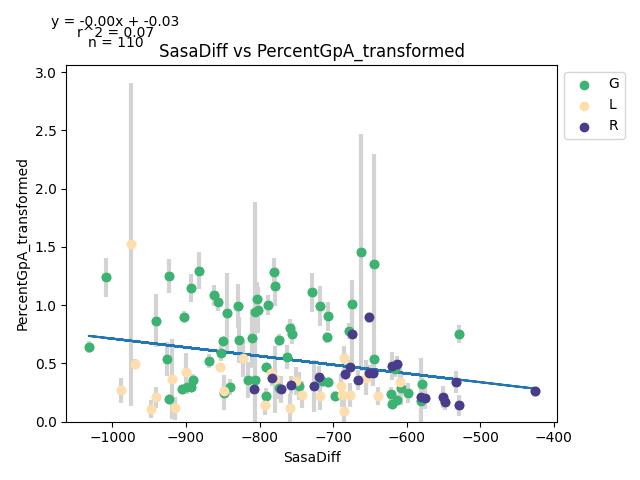 y = -0.00x + -0.03
r^2 = 0.07
n = 110
SasaDiff vs PercentGpA_transformed
G
L
R
PercentGpA_transformed
3.0
2.5
2.0
1.5
1.0
0.5
0.0
−1000
−900
−800
−700
−600
−500
−400
SasaDiff